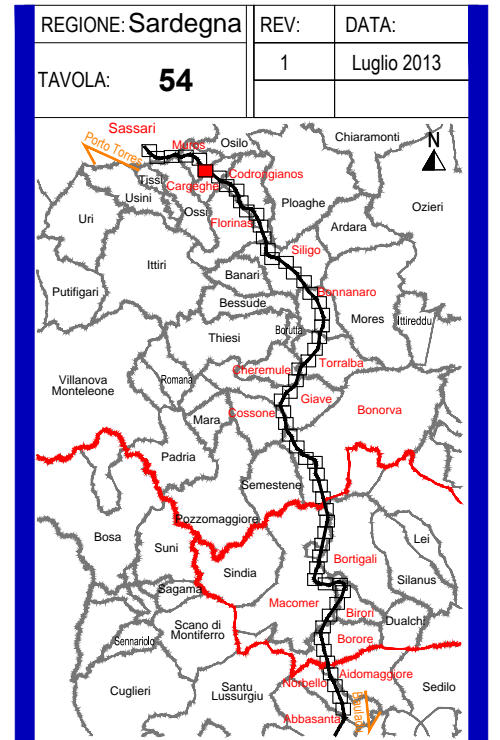 REGIONE: Sardegna
REV:
DATA:
TAVOLA: 54
1
Luglio 2013
Sassari
Porto Torres
Muros
Osilo
Chiaramonti
N
Tissi
Cargeghe
Codrongianos
Usini
Ossi
Ploaghe
Ozieri
Uri
Florinas
Ardara
Ittiri
Siligo
Banari
Putifigari
Bessude
Bonnanaro
Mores
Ittireddu
Thiesi
Borutta
Villanova
Monteleone
Romana
Cheremule
Torralba
Giave
Mara
Cossone
Bonorva
Padria
Semestene
Pozzomaggiore
Bosa
Suni
Lei
Bortigali
Sindia
Silanus
Sagama
Macomer
Birori
Dualchi
Scano di
Montiferro
Sennariolo
Borore
Cuglieri
Santu
Lussurgiu
Norbello
Aidomaggiore
Sedilo
Abbasanta